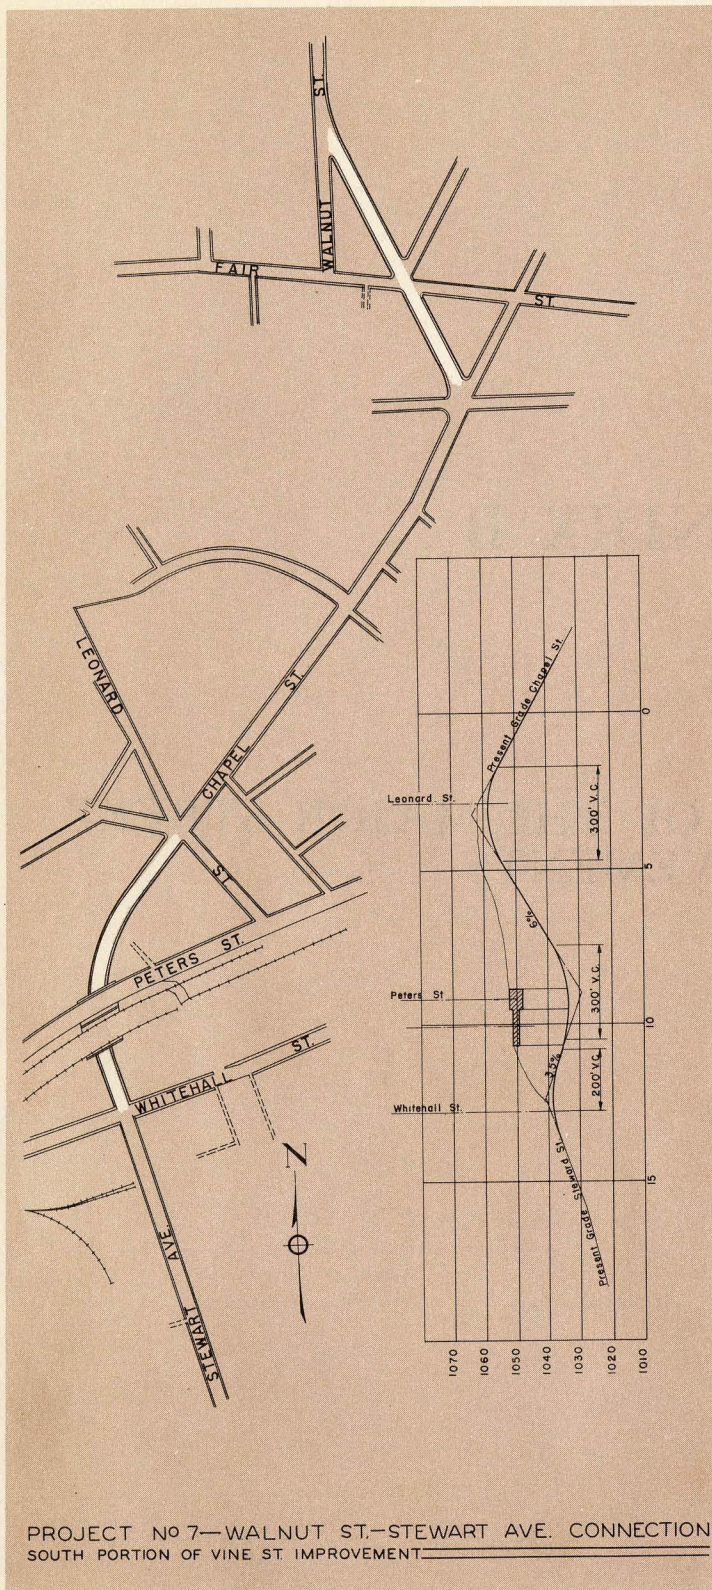 ST.
WALNUT
FAIR
ST.
LEONARD
ST.
CHAPEL
ST.
PETERS ST.
WHITEHALL ST.
N
AVE.
STEWART
Present Grade Chapel St.
0
Leonard St.
300' V.C.
5
6%
Peters St
300' V.C.
10
3.5%
200' V.C.
Whitehall St.
15
Present Grade Steward St.
1070
1060
1050
1040
1030
1020
1010
PROJECT No 7—WALNUT ST.—STEWART AVE. CONNECTION
SOUTH PORTION OF VINE ST. IMPROVEMENT